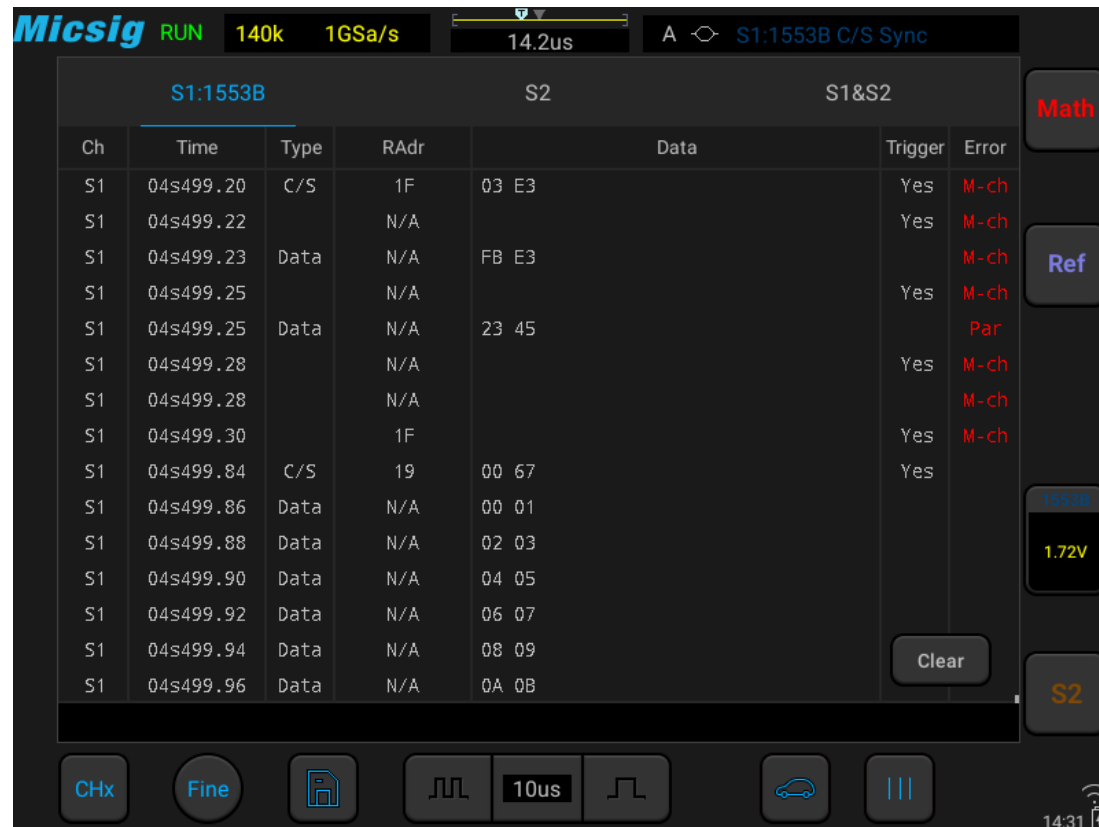 Micsig RUN 140k 1GSa/s T 14.2us A S1:1553B C/S Sync
S1:1553B S2 S1&S2
Math
Ch Time Type RAdr Data Trigger Error
S1 04s499.20 C/S 1F 03 E3 Yes M-ch
S1 04s499.22 N/A Yes M-ch
S1 04s499.23 Data N/A FB E3 M-ch
Ref
S1 04s499.25 N/A Yes M-ch
S1 04s499.25 Data N/A 23 45 Par
S1 04s499.28 N/A Yes M-ch
S1 04s499.28 N/A M-ch
S1 04s499.30 1F Yes M-ch
S1 04s499.84 C/S 19 00 67 Yes
S1 04s499.86 Data N/A 00 01
1553B
S1 04s499.88 Data N/A 02 03
1.72V
S1 04s499.90 Data N/A 04 05
S1 04s499.92 Data N/A 06 07
S1 04s499.94 Data N/A 08 09
Clear
S1 04s499.96 Data N/A 0A 0B
S2
CHx Fine 10us
14:31